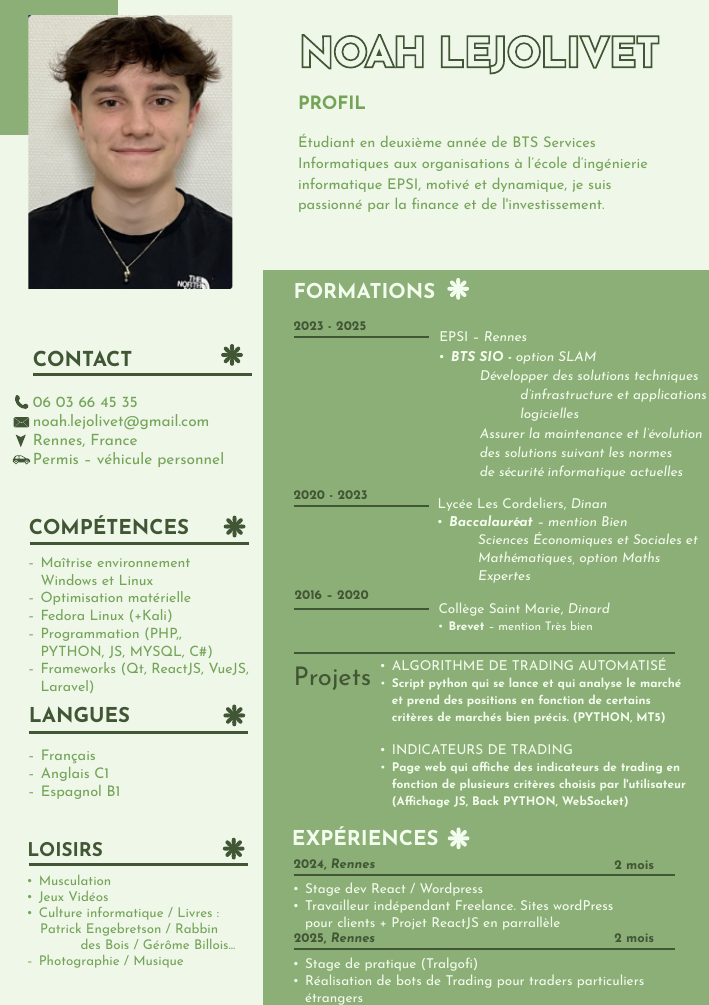 NOAH LEJOLIVET
PROFIL
Étudiant en deuxième année de BTS Services
Informatiques aux organisations à l'école d'ingénierie
informatique EPSI, motivé et dynamique, je suis
passionné par la finance et de l'investissement.
THE
NORTH
CONTACT
06 03 66 45 35
noah.lejolivet@gmail.com
Rennes, France
Permis – véhicule personnel
COMPÉTENCES
- Maîtrise environnement
Windows et Linux
- Optimisation matérielle
- Fedora Linux (+Kali)
- Programmation (PHP,,
PYTHON, JS, MYSQL, C#)
- Frameworks (Qt, ReactJS, VueJS,
Laravel)
LANGUES
- Français
- Anglais C1
- Espagnol B1
LOISIRS
• Musculation
• Jeux Vidéos
• Culture informatique / Livres :
Patrick Engebretson / Rabbin
des Bois / Gérôme Billois...
- Photographie / Musique
FORMATIONS
2023 - 2025
EPSI – Rennes
• BTS SIO - option SLAM
Développer des solutions techniques
d'infrastructure et applications
logicielles
Assurer la maintenance et l'évolution
des solutions suivant les normes
de sécurité informatique actuelles
2020 - 2023
Lycée Les Cordeliers, Dinan
• Baccalauréat – mention Bien
Sciences Économiques et Sociales et
Mathématiques, option Maths
Expertes
2016 – 2020
Collège Saint Marie, Dinard
• Brevet – mention Très bien
Projets
• ALGORITHME DE TRADING AUTOMATISÉ
• Script python qui se lance et qui analyse le marché
et prend des positions en fonction de certains
critères de marchés bien précis. (PYTHON, MT5)
• INDICATEURS DE TRADING
• Page web qui affiche des indicateurs de trading en
fonction de plusieurs critères choisis par l'utilisateur
(Affichage JS, Back PYTHON, WebSocket)
EXPÉRIENCES
2024, Rennes 2 mois
• Stage dev React / Wordpress
• Travailleur indépendant Freelance. Sites wordPress
pour clients + Projet ReactJS en parrallèle
2025, Rennes 2 mois
• Stage de pratique (Tralgofi)
• Réalisation de bots de Trading pour traders particuliers
étrangers